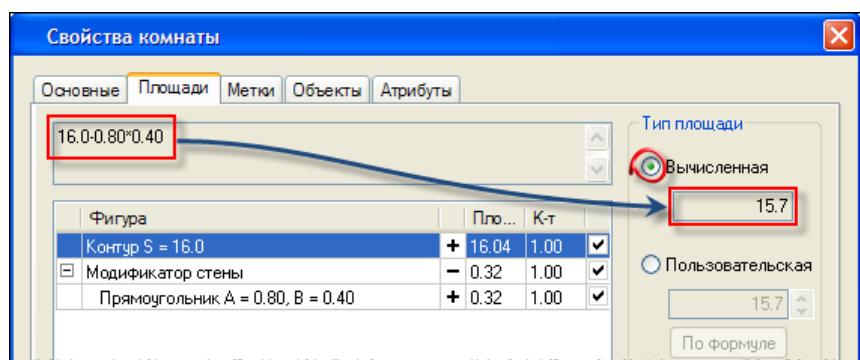 Свойства комнаты
Основные Площади Метки Объекты Атрибуты
16.0-0.80*0.40
Тип площади
Вычисленная
15.7
Фигура Пло... К-т
Контур S = 16.0 + 16.04 1.00
Модификатор стены − 0.32 1.00
Прямоугольник A = 0.80, B = 0.40 + 0.32 1.00
Пользовательская
15.7
По формуле